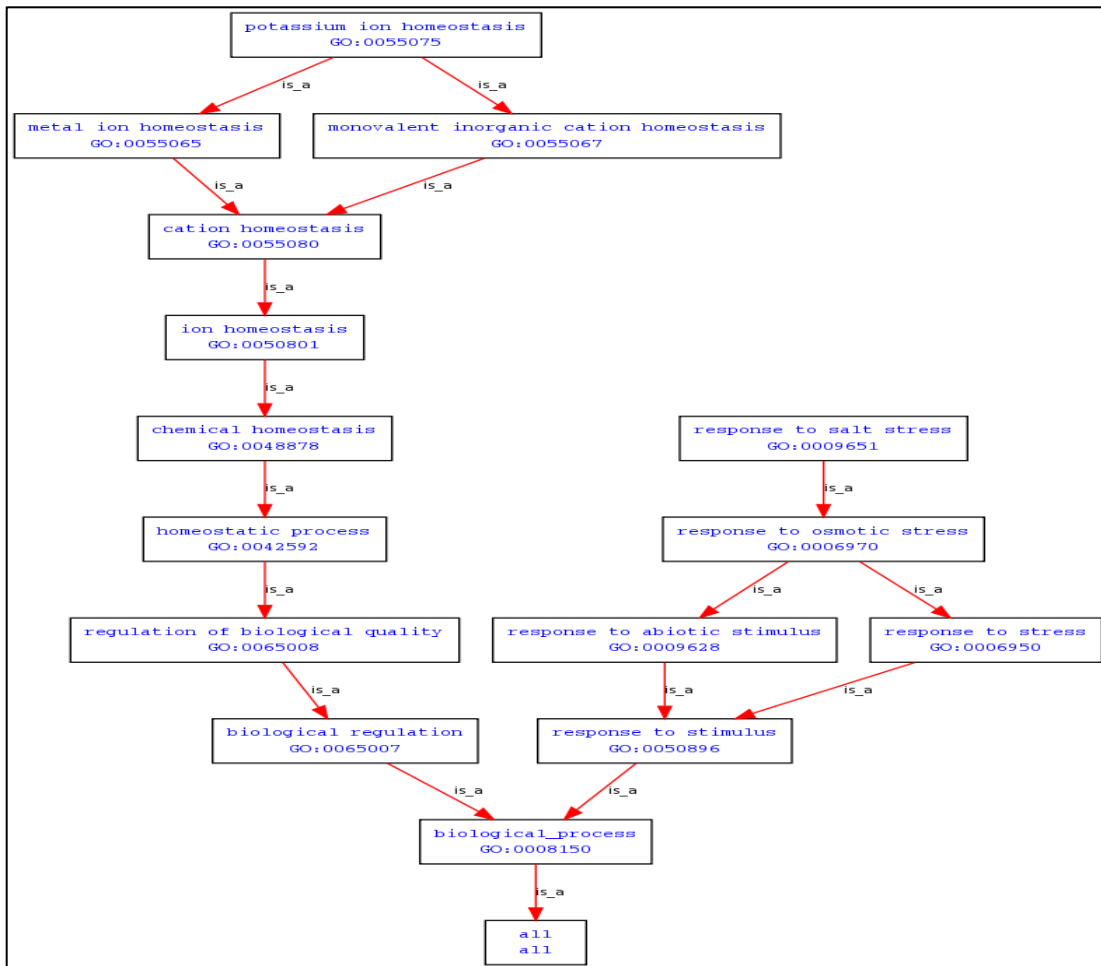 potassium ion homeostasis
GO:0055075
is_a
is_a
metal ion homeostasis
GO:0055065
monovalent inorganic cation homeostasis
GO:0055067
is_a
is_a
cation homeostasis
GO:0055080
is_a
ion homeostasis
GO:0050801
is_a
chemical homeostasis
GO:0048878
response to salt stress
GO:0009651
is_a
is_a
homeostatic process
GO:0042592
response to osmotic stress
GO:0006970
is_a
is_a
is_a
regulation of biological quality
GO:0065008
response to abiotic stimulus
GO:0009628
response to stress
GO:0006950
is_a
is_a
is_a
biological regulation
GO:0065007
response to stimulus
GO:0050896
is_a
is_a
biological_process
GO:0008150
is_a
all
all